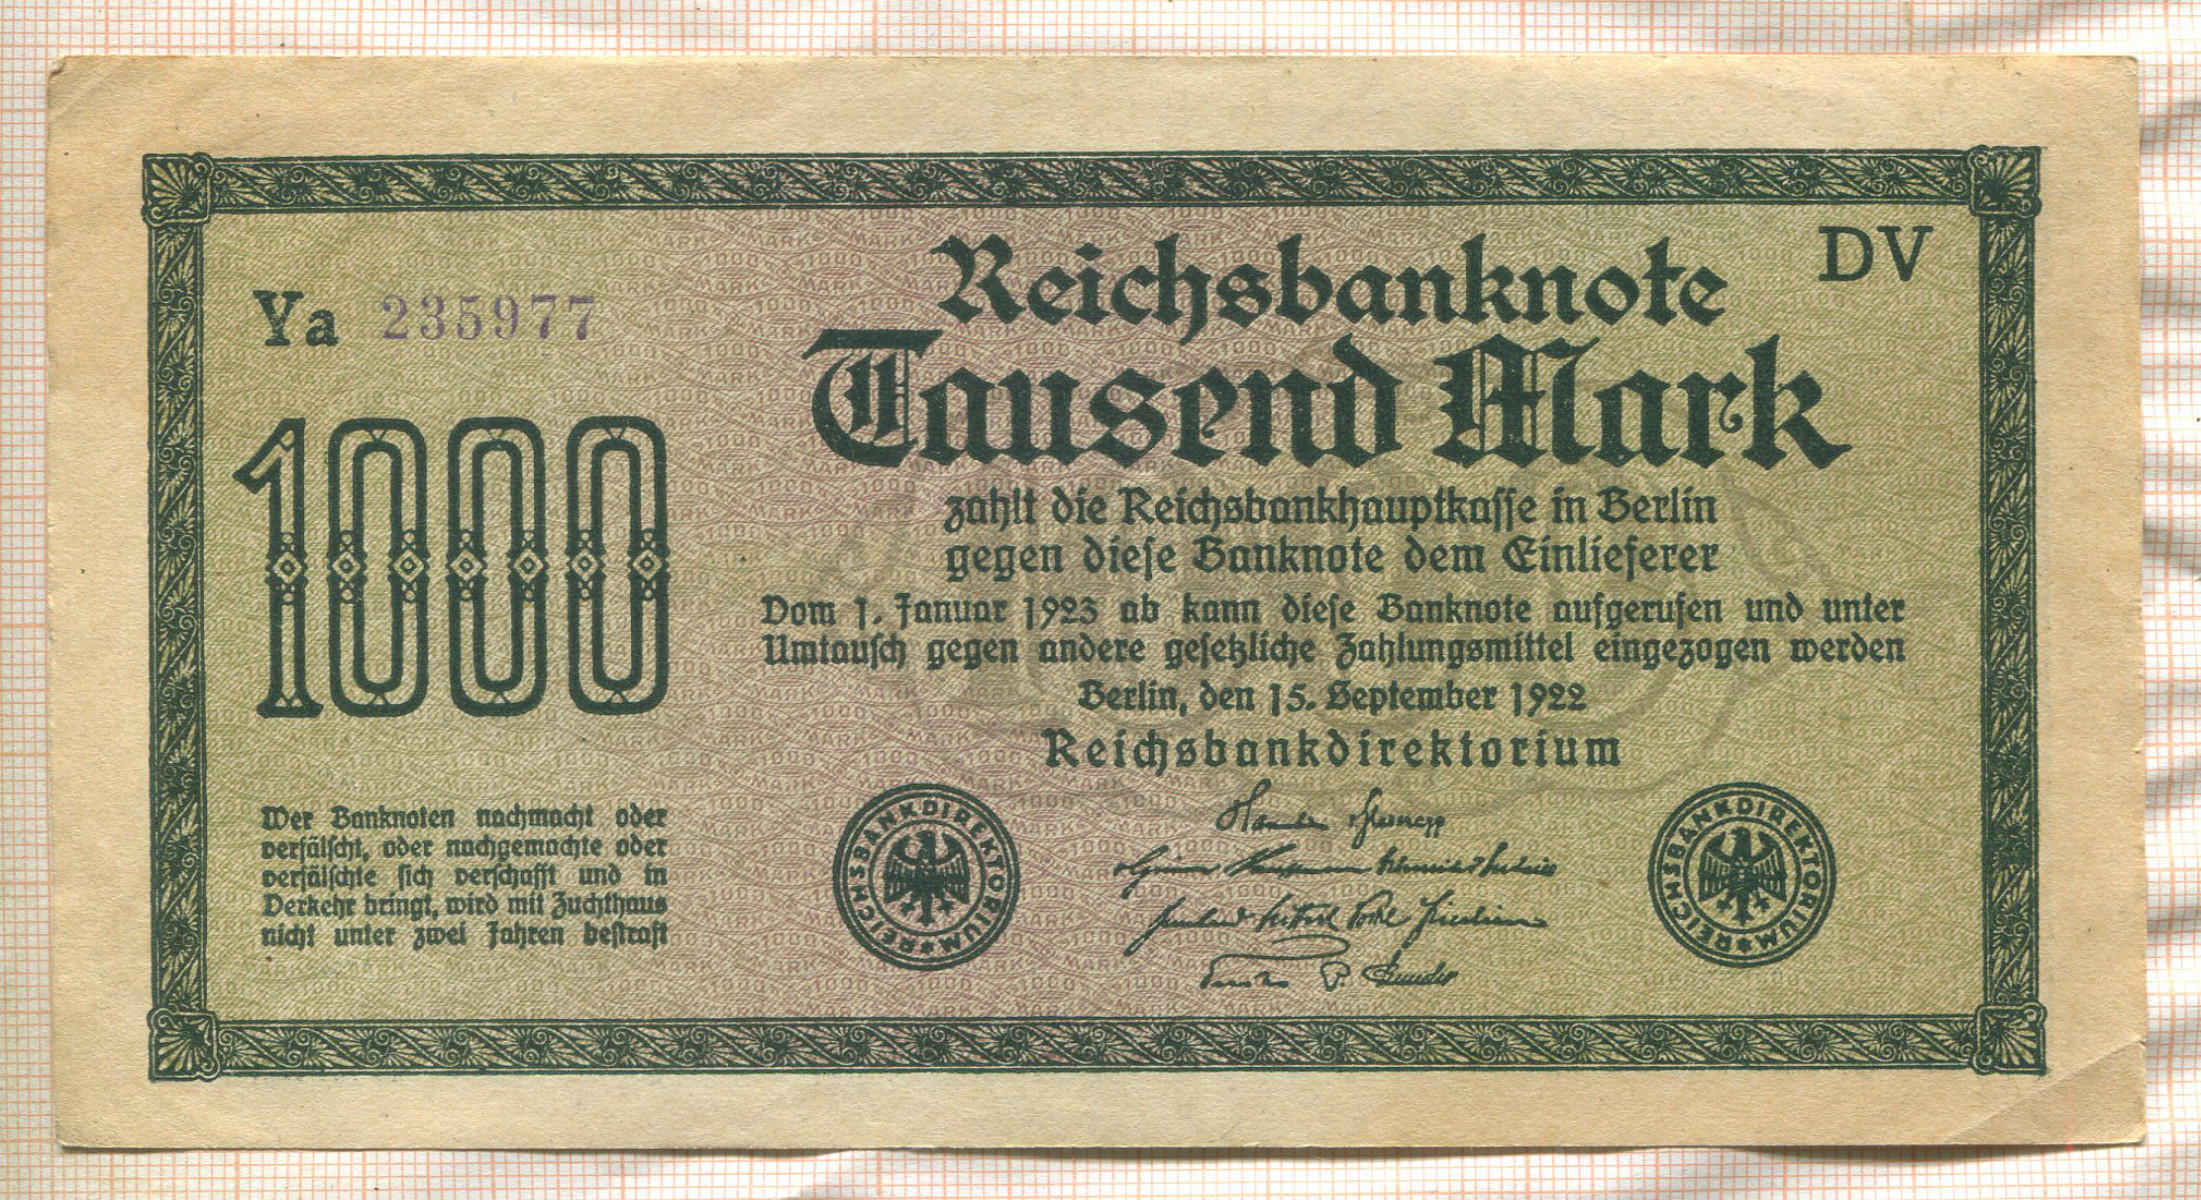 Ya 235977
DV
1000
Reichsbanknote
Tausend Mark
zahlt die Reichsbankhauptkasse in Berlin
gegen diese Banknote dem Einlieferer
Vom 1. Januar 1923 ab kann diese Banknote aufgerufen und unter
Umtausch gegen andere gesetzliche Zahlungsmittel eingezogen werden
Berlin, den 15. September 1922
Reichsbankdirektorium
Wer Banknoten nachmacht oder
verfälscht, oder nachgemachte oder
verfälschte sich verschafft und in
Verkehr bringt, wird mit Zuchthaus
nicht unter zwei Jahren bestraft
REICHSBANKDIREKTORIUM
REICHSBANKDIREKTORIUM